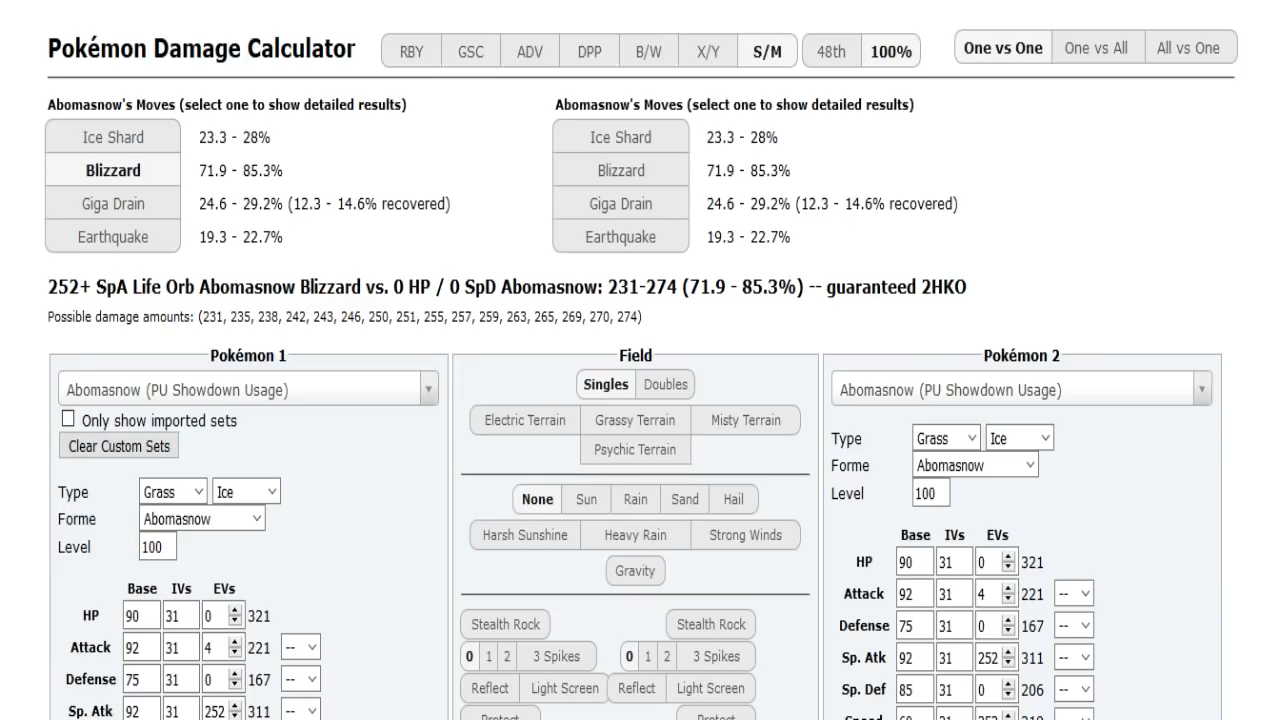 Pokémon Damage Calculator RBY GSC ADV DPP B/W X/Y S/M 48th 100% One vs One One vs All All vs One
Abomasnow's Moves (select one to show detailed results)
Ice Shard 23.3 - 28%
Blizzard 71.9 - 85.3%
Giga Drain 24.6 - 29.2% (12.3 - 14.6% recovered)
Earthquake 19.3 - 22.7%
Abomasnow's Moves (select one to show detailed results)
Ice Shard 23.3 - 28%
Blizzard 71.9 - 85.3%
Giga Drain 24.6 - 29.2% (12.3 - 14.6% recovered)
Earthquake 19.3 - 22.7%
252+ SpA Life Orb Abomasnow Blizzard vs. 0 HP / 0 SpD Abomasnow: 231-274 (71.9 - 85.3%) -- guaranteed 2HKO
Possible damage amounts: (231, 235, 238, 242, 243, 246, 250, 251, 255, 257, 259, 263, 265, 269, 270, 274)
Pokémon 1
Abomasnow (PU Showdown Usage)
Only show imported sets
Clear Custom Sets
Type Grass Ice
Forme Abomasnow
Level 100
Base IVs EVs
HP 90 31 0 321
Attack 92 31 4 221 --
Defense 75 31 0 167 --
Sp. Atk 92 31 252 311 --
Field
Singles Doubles
Electric Terrain Grassy Terrain Misty Terrain
Psychic Terrain
None Sun Rain Sand Hail
Harsh Sunshine Heavy Rain Strong Winds
Gravity
Stealth Rock Stealth Rock
0 1 2 3 Spikes 0 1 2 3 Spikes
Reflect Light Screen Reflect Light Screen
Protect Protect
Pokémon 2
Abomasnow (PU Showdown Usage)
Type Grass Ice
Forme Abomasnow
Level 100
Base IVs EVs
HP 90 31 0 321
Attack 92 31 4 221 --
Defense 75 31 0 167 --
Sp. Atk 92 31 252 311 --
Sp. Def 85 31 0 206 --